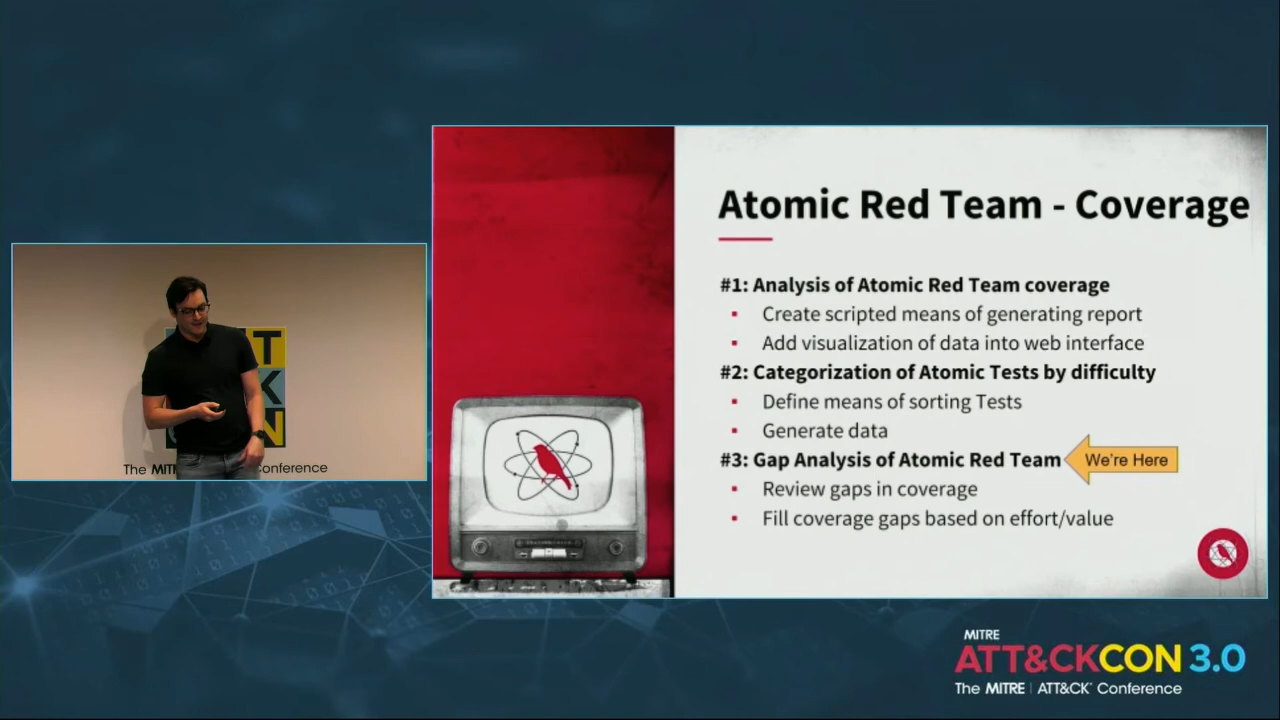 Atomic Red Team - Coverage
#1: Analysis of Atomic Red Team coverage
▪ Create scripted means of generating report
▪ Add visualization of data into web interface
#2: Categorization of Atomic Tests by difficulty
▪ Define means of sorting Tests
▪ Generate data
#3: Gap Analysis of Atomic Red Team
We're Here
▪ Review gaps in coverage
▪ Fill coverage gaps based on effort/value
T
K
N
The MIT
Conference
MITRE
ATT&CKCON 3.0
The MITRE | ATT&CK® Conference